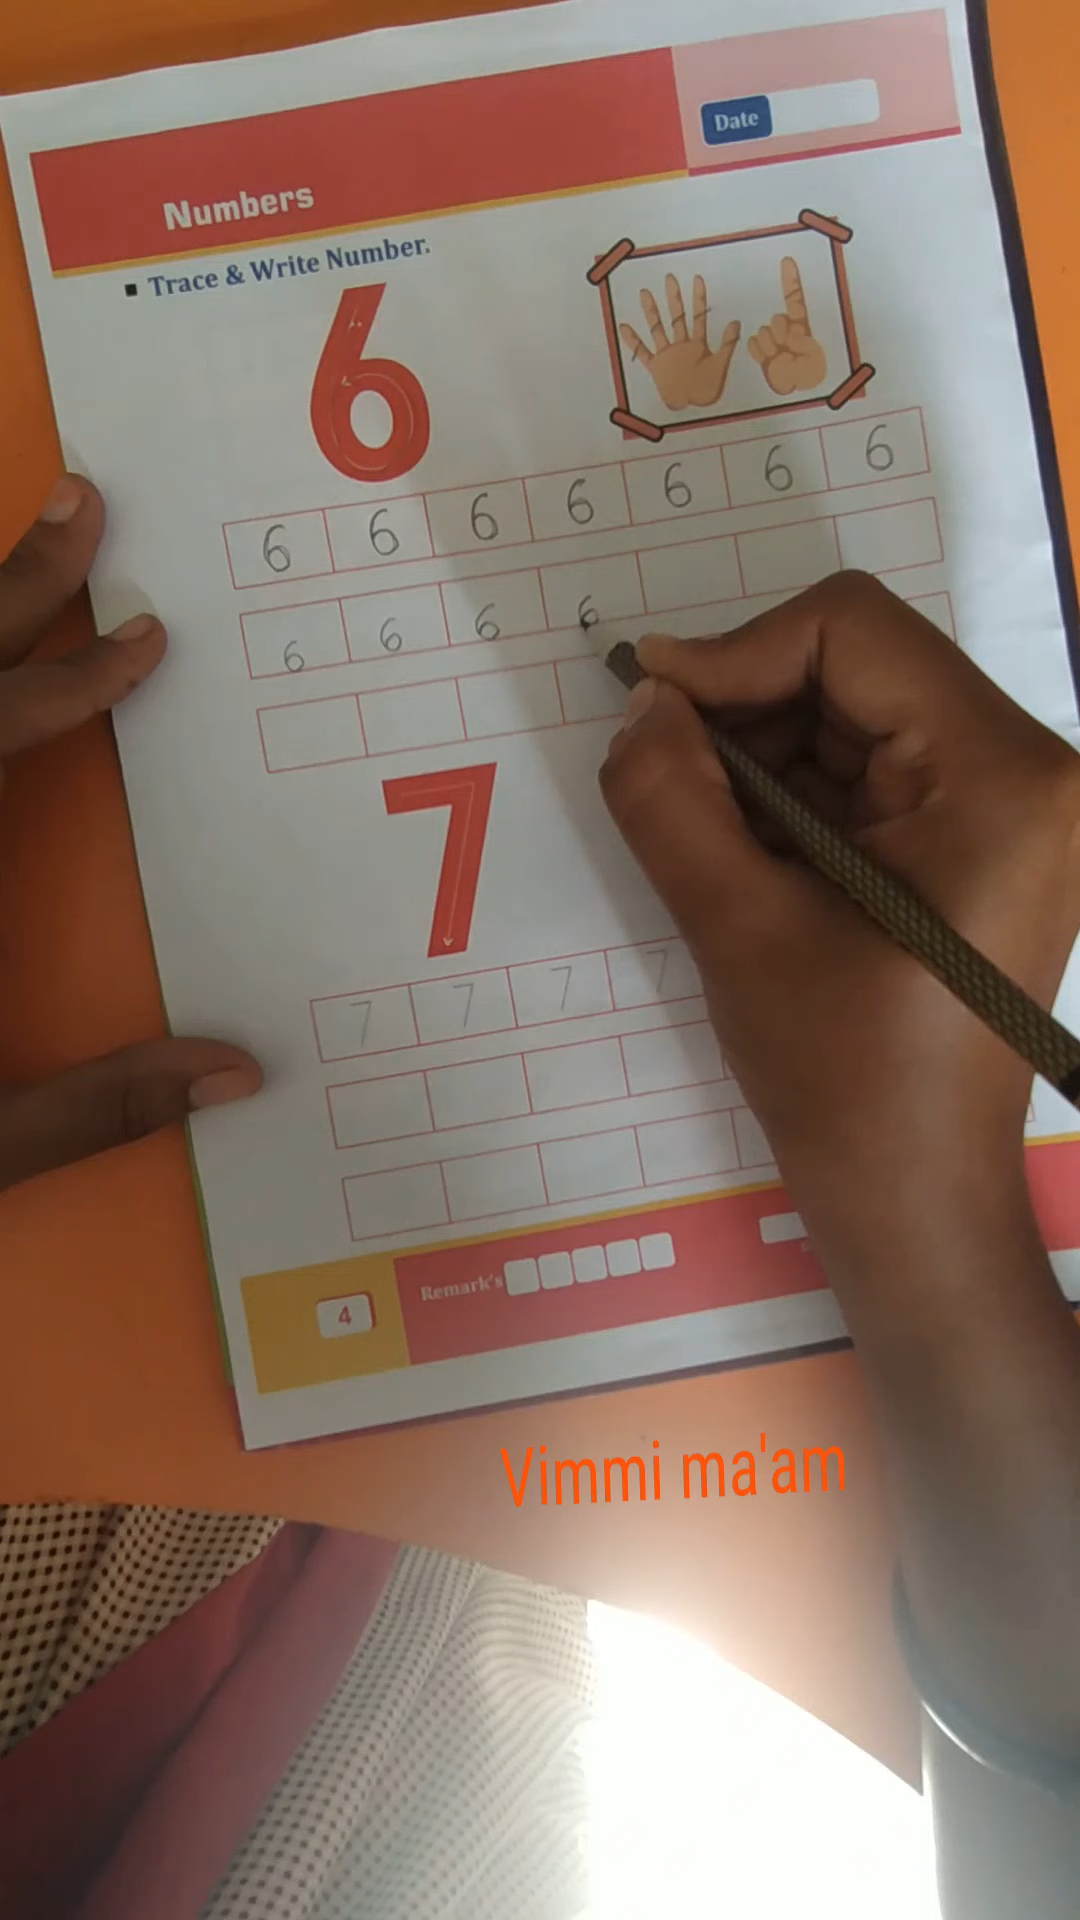 Date
Numbers
▪ Trace & Write Number.
6
6 6 6 6 6 6 6
6 6 6 6
7
7 7 7 7
4 Remark's
Vimmi ma'am